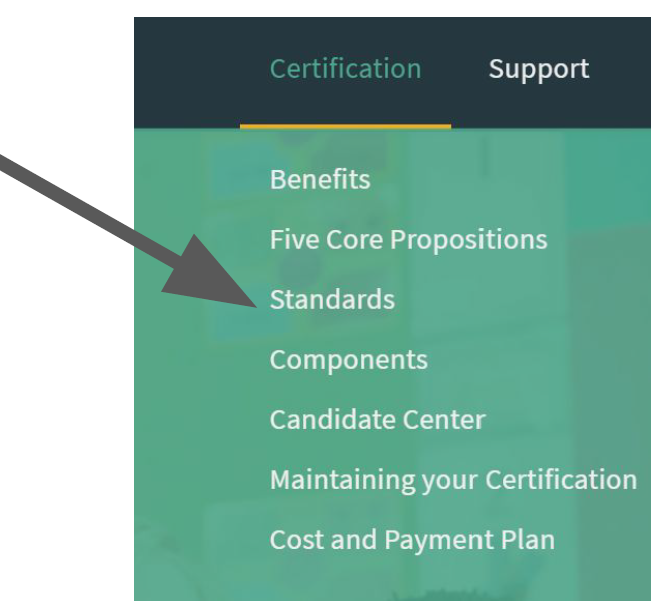 Certification Support
Benefits
Five Core Propositions
Standards
Components
Candidate Center
Maintaining your Certification
Cost and Payment Plan